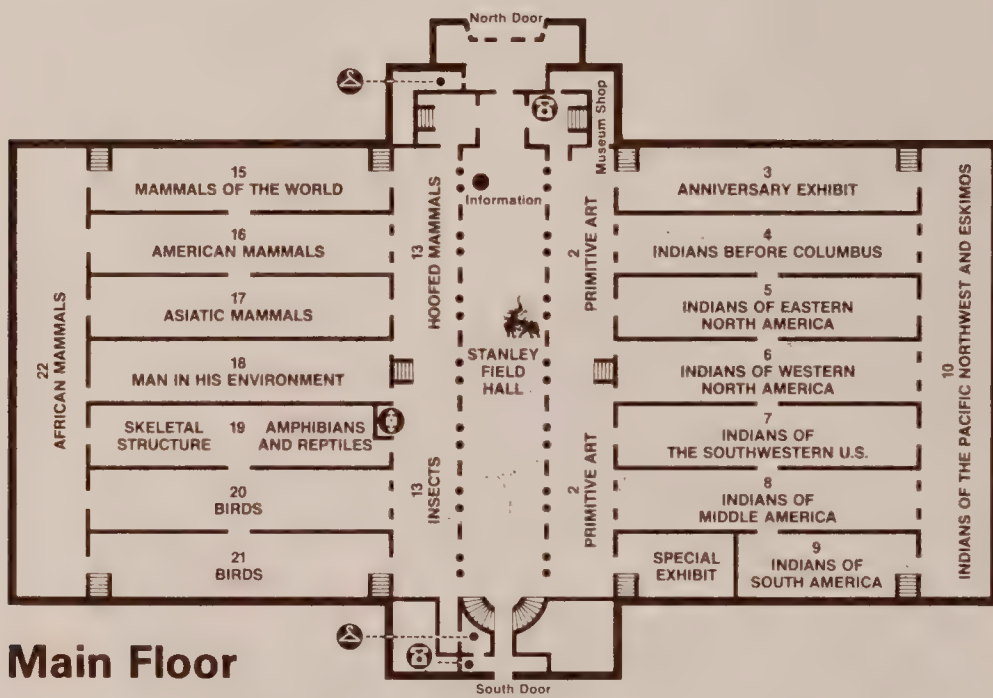 North Door
Museum Shop
15
MAMMALS OF THE WORLD
16
AMERICAN MAMMALS
17
ASIATIC MAMMALS
18
MAN IN HIS ENVIRONMENT
SKELETAL
STRUCTURE
19
AMPHIBIANS
AND REPTILES
20
BIRDS
21
BIRDS
22
AFRICAN MAMMALS
13
HOOFED MAMMALS
13
INSECTS
Information
STANLEY
FIELD
HALL
2
PRIMITIVE ART
2
PRIMITIVE ART
3
ANNIVERSARY EXHIBIT
4
INDIANS BEFORE COLUMBUS
5
INDIANS OF EASTERN
NORTH AMERICA
6
INDIANS OF WESTERN
NORTH AMERICA
7
INDIANS OF
THE SOUTHWESTERN U.S.
8
INDIANS OF
MIDDLE AMERICA
SPECIAL
EXHIBIT
9
INDIANS OF
SOUTH AMERICA
10
INDIANS OF THE PACIFIC NORTHWEST AND ESKIMOS
Main Floor
South Door